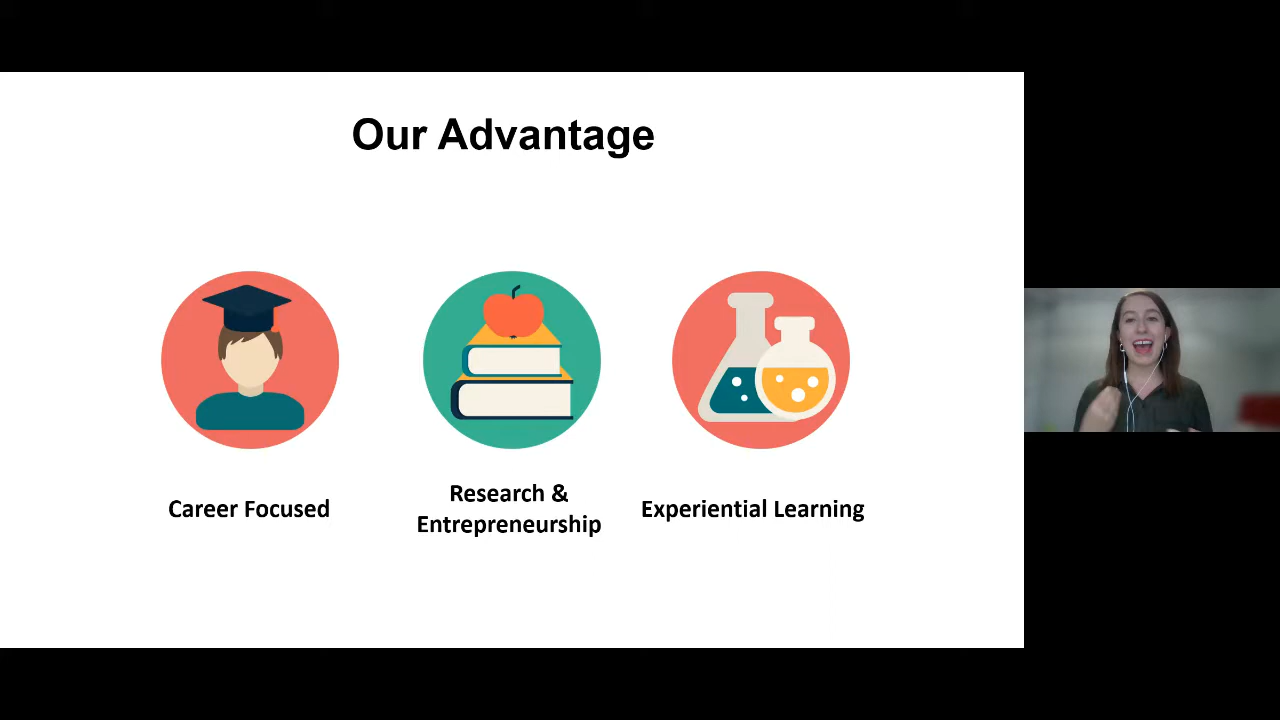 Our Advantage
Career Focused
Research &
Entrepreneurship
Experiential Learning